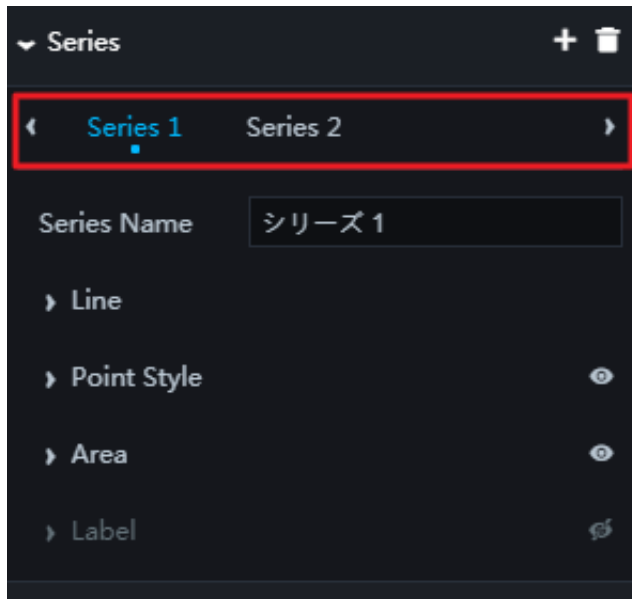 Series
Series 1 Series 2
Series Name シリーズ 1
Line
Point Style
Area
Label